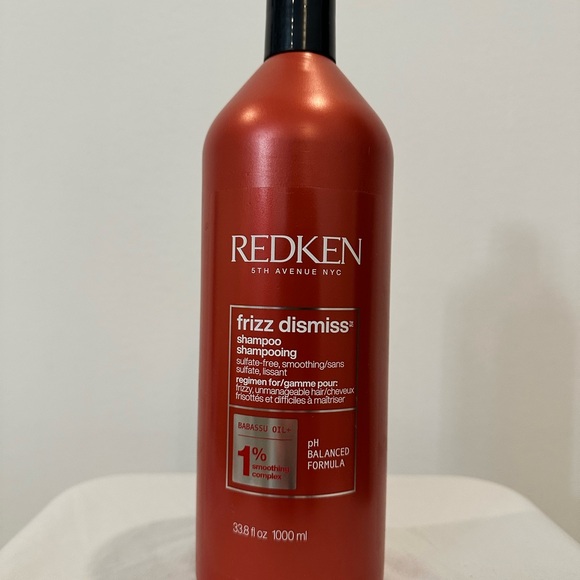 REDKEN
5TH AVENUE NYC
frizz dismiss
shampoo
shampooing
sulfate-free, smoothing/sans
sulfate, lissant
regimen for/gamme pour:
frizzy, unmanageable hair/cheveux
frisottés et difficiles à maîtriser
BABASSU OIL+
1%
smoothing
complex
pH
BALANCED
FORMULA
33.8 fl oz 1000 ml